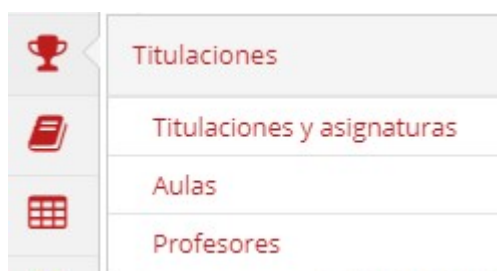 Titulaciones
Titulaciones y asignaturas
Aulas
Profesores